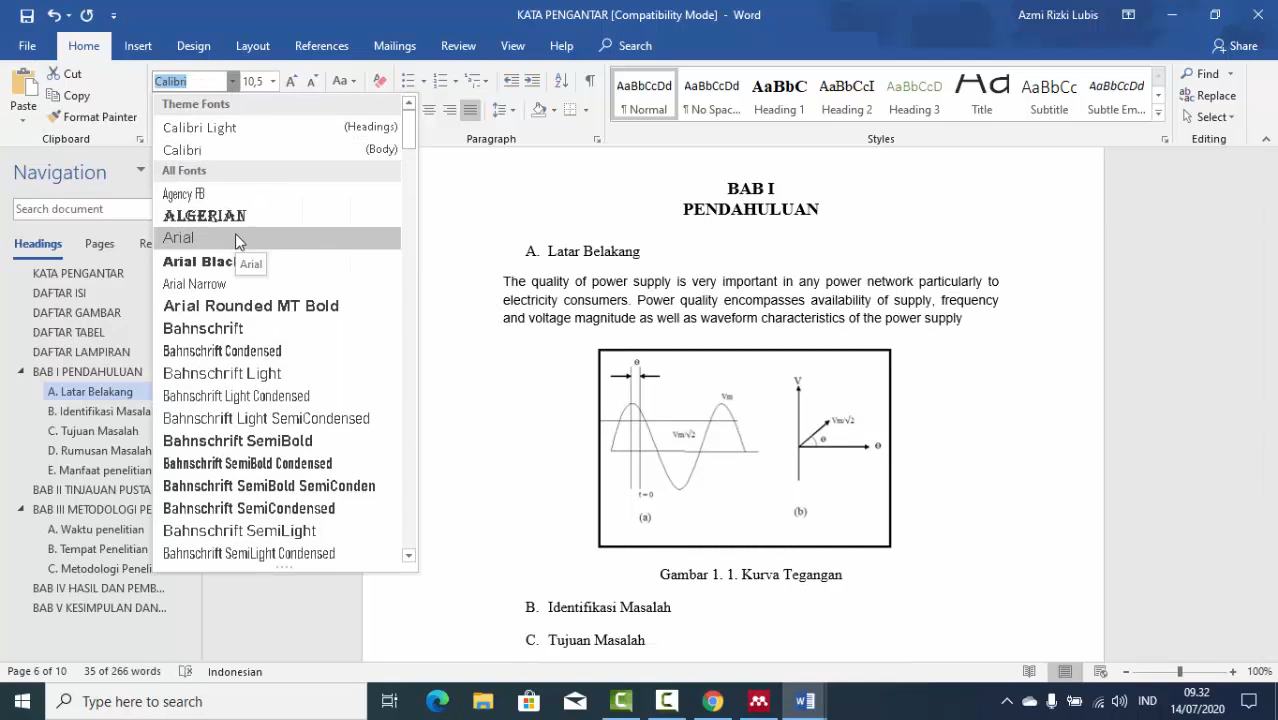 KATA PENGANTAR [Compatibility Mode] - Word
Azmi Rizki Lubis
File Home Insert Design Layout References Mailings Review View Help Search Share
Paste
Cut
Copy
Format Painter
Clipboard
Calibri 10,5 Aa
Paragraph
AaBbCcDd AaBbCcDd AaBbC AaBbCcI AaBbCcD Aa AaBbCc AaBbCcDd
¶ Normal ¶ No Spac... Heading 1 Heading 2 Heading 3 Title Subtitle Subtle Em...
Styles
Find
Replace
Select
Editing
Theme Fonts
Calibri Light (Headings)
Calibri (Body)
All Fonts
Agency FB
ALGERIAN
Arial
Arial Blac
Arial
Arial Narrow
Arial Rounded MT Bold
Bahnschrift
Bahnschrift Condensed
Bahnschrift Light
Bahnschrift Light Condensed
Bahnschrift Light SemiCondensed
Bahnschrift SemiBold
Bahnschrift SemiBold Condensed
Bahnschrift SemiBold SemiConden
Bahnschrift SemiCondensed
Bahnschrift SemiLight
Bahnschrift SemiLight Condensed
Navigation
Search document
Headings Pages Re
KATA PENGANTAR
DAFTAR ISI
DAFTAR GAMBAR
DAFTAR TABEL
DAFTAR LAMPIRAN
BAB I PENDAHULUAN
A. Latar Belakang
B. Identifikasi Masala
C. Tujuan Masalah
D. Rumusan Masalah
E. Manfaat penelitian
BAB II TINJAUAN PUSTA
BAB III METODOLOGI PE
A. Waktu penelitian
B. Tempat Penelitian
C. Metodologi Peneli
BAB IV HASIL DAN PEMB...
BAB V KESIMPULAN DAN...
BAB I
PENDAHULUAN
A. Latar Belakang
The quality of power supply is very important in any power network particularly to
electricity consumers. Power quality encompasses availability of supply, frequency
and voltage magnitude as well as waveform characteristics of the power supply
θ
Vm
Vm/√2
t = 0
(a)
V
Vm/√2
θ
θ
(b)
Gambar 1. 1. Kurva Tegangan
B. Identifikasi Masalah
C. Tujuan Masalah
Page 6 of 10 35 of 266 words Indonesian 100%
Type here to search
IND
09.32
14/07/2020